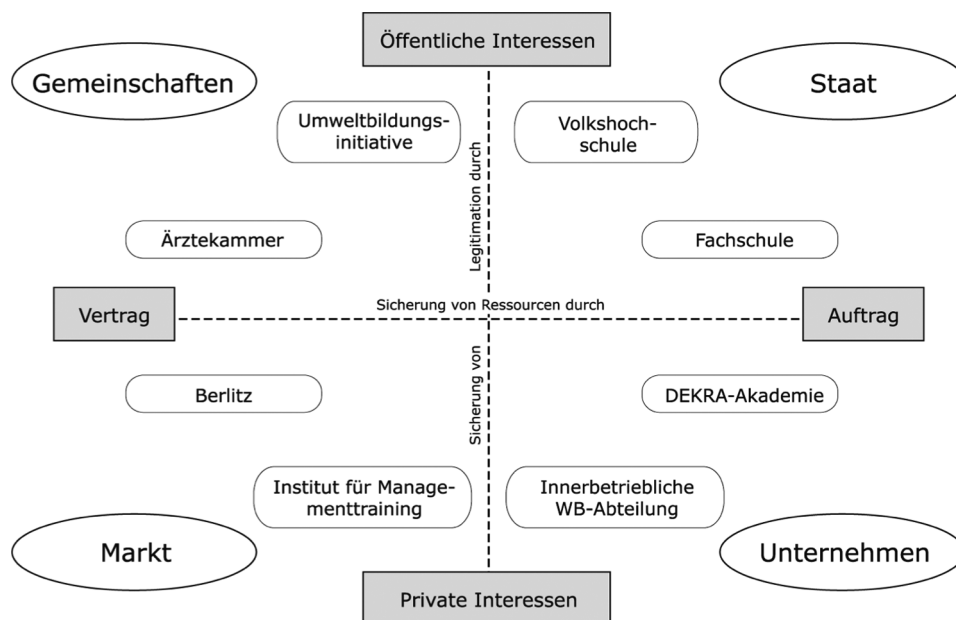 Öffentliche Interessen
Gemeinschaften
Staat
Umweltbildungs-
initiative
Volkshoch-
schule
Legitimation durch
Ärztekammer
Fachschule
Vertrag
Sicherung von Ressourcen durch
Auftrag
Sicherung von
Berlitz
DEKRA-Akademie
Institut für Manage-
menttraining
Innerbetriebliche
WB-Abteilung
Markt
Unternehmen
Private Interessen